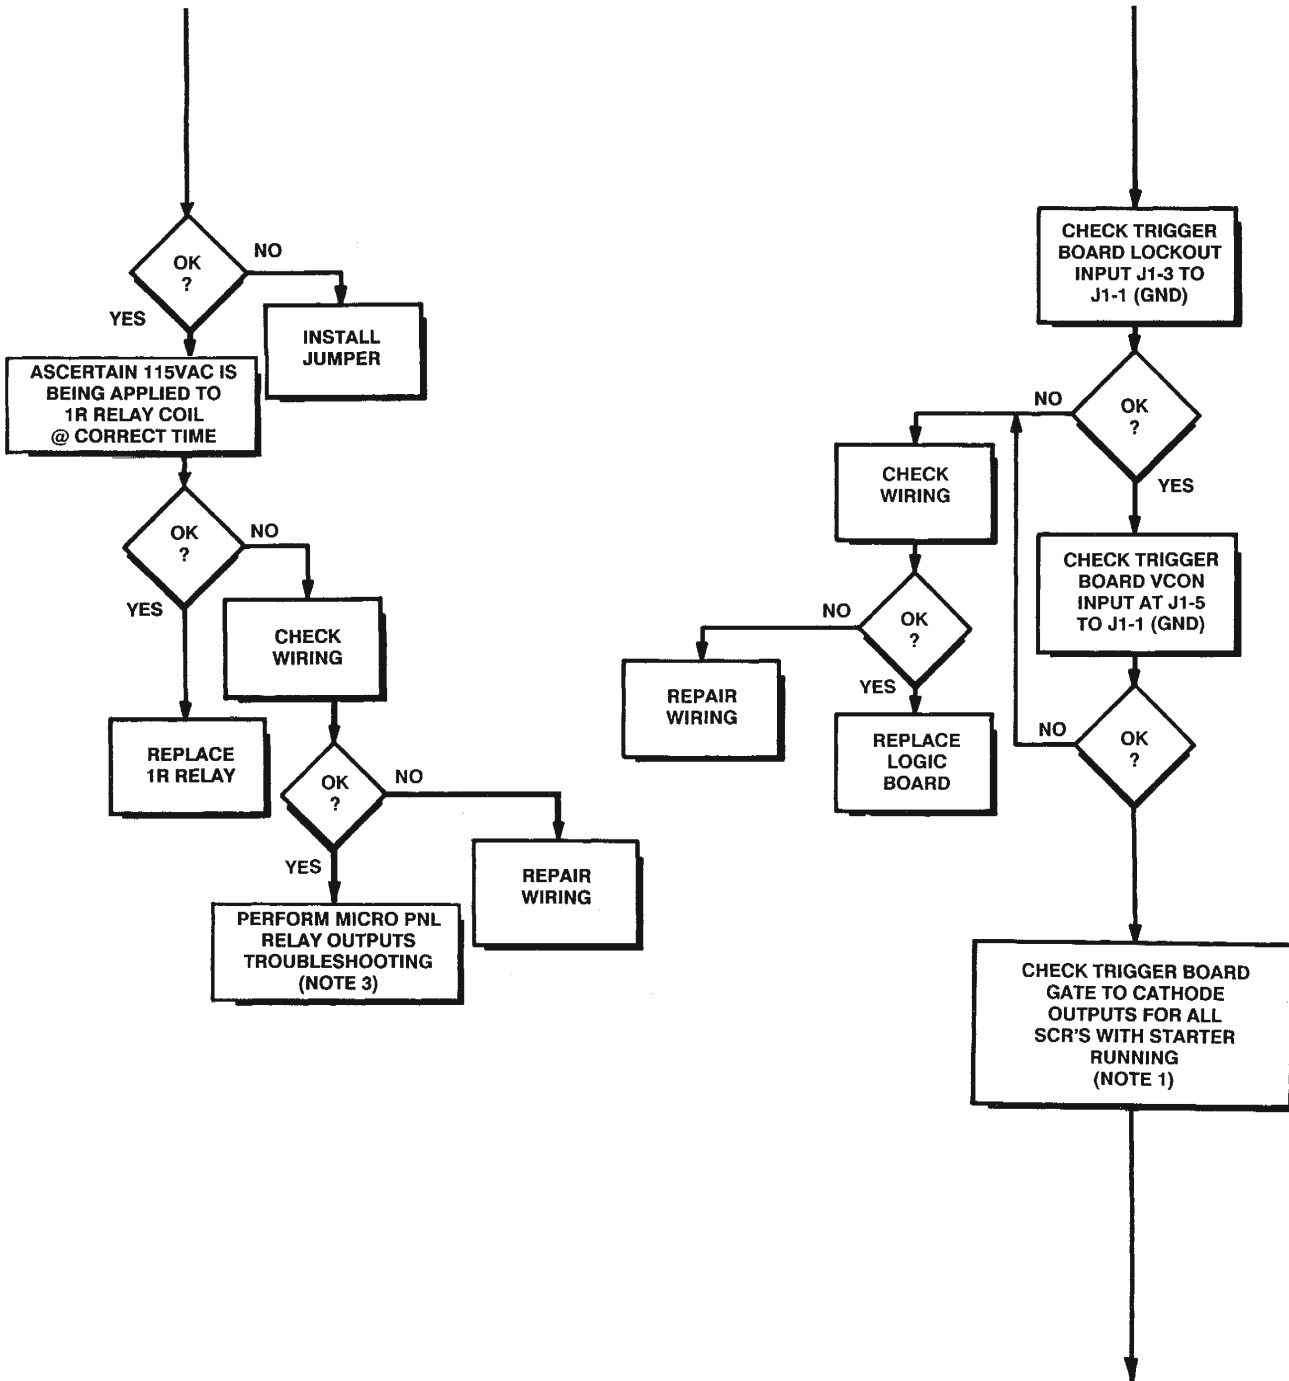 OK
?
NO
YES
INSTALL
JUMPER
ASCERTAIN 115VAC IS
BEING APPLIED TO
1R RELAY COIL
@ CORRECT TIME
OK
?
NO
YES
CHECK
WIRING
REPLACE
1R RELAY
OK
?
NO
YES
REPAIR
WIRING
PERFORM MICRO PNL
RELAY OUTPUTS
TROUBLESHOOTING
(NOTE 3)
CHECK TRIGGER
BOARD LOCKOUT
INPUT J1-3 TO
J1-1 (GND)
OK
?
NO
YES
CHECK
WIRING
CHECK TRIGGER
BOARD VCON
INPUT AT J1-5
TO J1-1 (GND)
OK
?
NO
YES
REPAIR
WIRING
REPLACE
LOGIC
BOARD
OK
?
NO
CHECK TRIGGER BOARD
GATE TO CATHODE
OUTPUTS FOR ALL
SCR'S WITH STARTER
RUNNING
(NOTE 1)